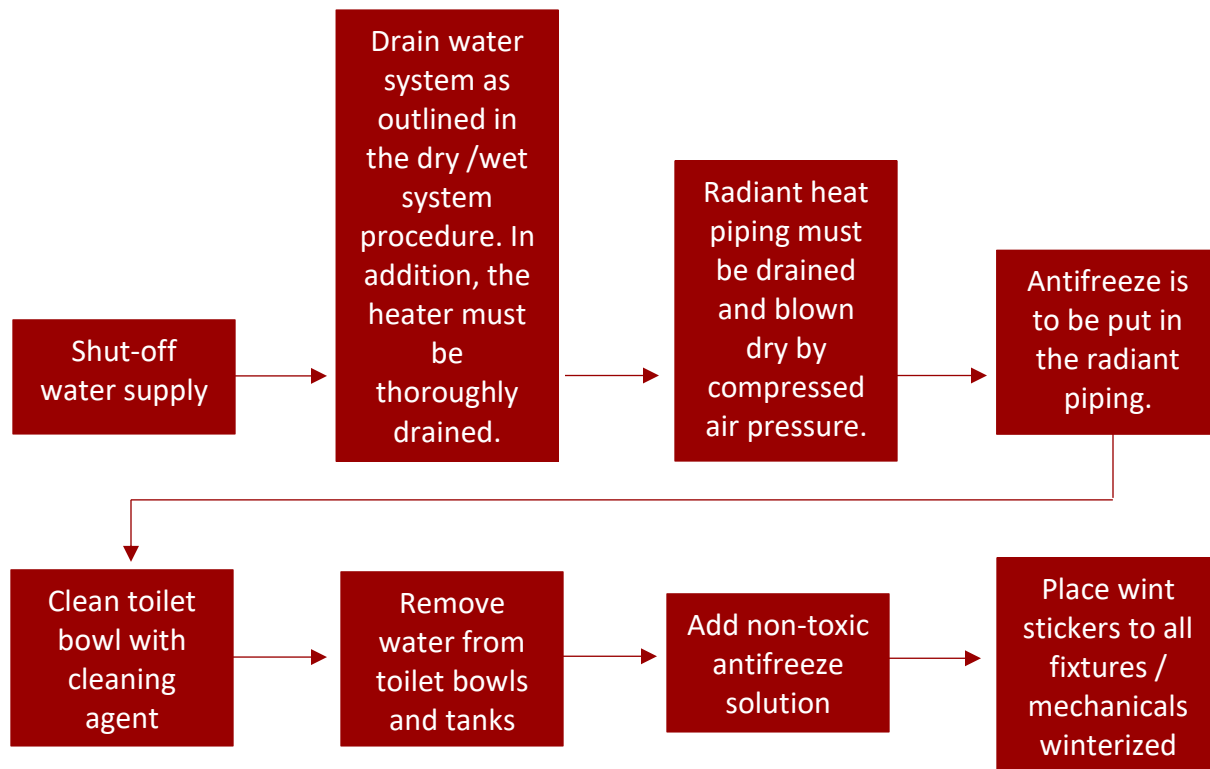 Shut-off
water supply
Drain water
system as
outlined in
the dry /wet
system
procedure. In
addition, the
heater must
be
thoroughly
drained.
Radiant heat
piping must
be drained
and blown
dry by
compressed
air pressure.
Antifreeze is
to be put in
the radiant
piping.
Clean toilet
bowl with
cleaning
agent
Remove
water from
toilet bowls
and tanks
Add non-toxic
antifreeze
solution
Place wint
stickers to all
fixtures /
mechanicals
winterized